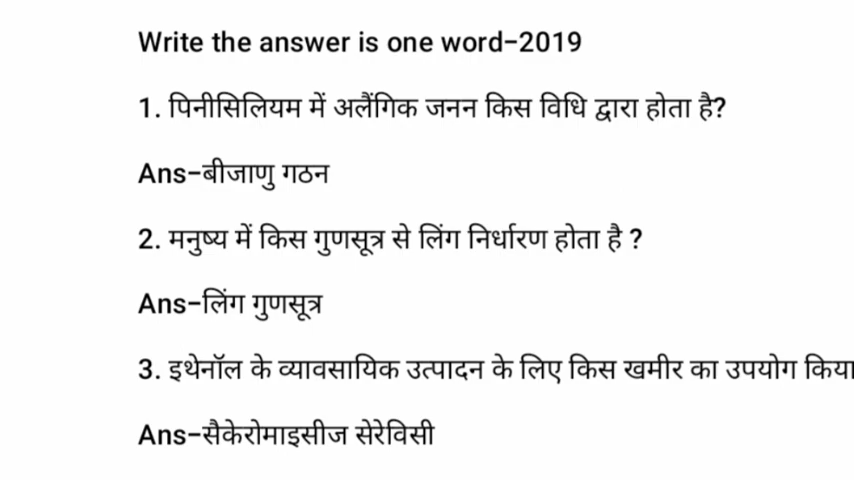 Write the answer is one word-2019
1. पिनीसिलियम में अलैंगिक जनन किस विधि द्वारा होता है?
Ans-बीजाणु गठन
2. मनुष्य में किस गुणसूत्र से लिंग निर्धारण होता है ?
Ans-लिंग गुणसूत्र
3. इथेनॉल के व्यावसायिक उत्पादन के लिए किस खमीर का उपयोग किया
Ans-सैकेरोमाइसीज सेरेविसी